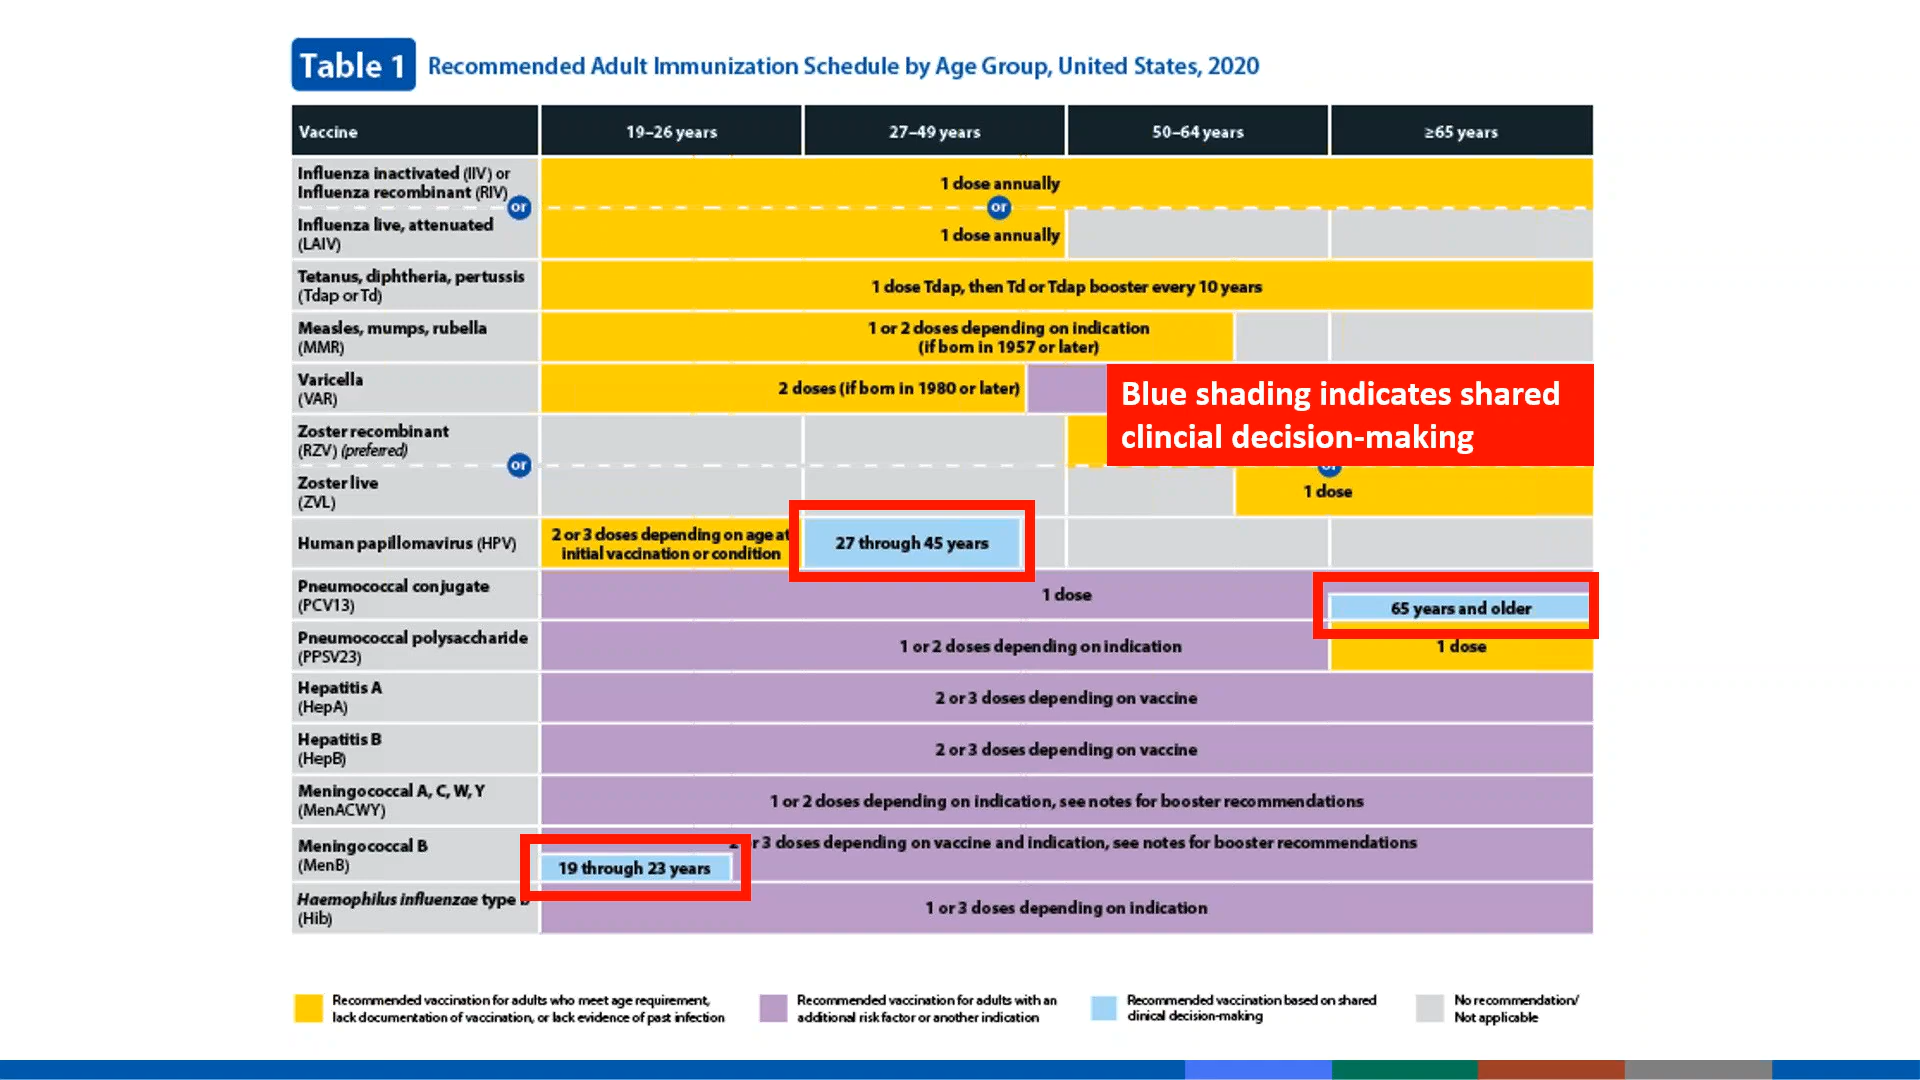 Table 1 Recommended Adult Immunization Schedule by Age Group, United States, 2020
Vaccine 19–26 years 27–49 years 50–64 years ≥65 years
Influenza inactivated (IIV) or
Influenza recombinant (RIV)
1 dose annually
or or
Influenza live, attenuated
(LAIV)
1 dose annually
Tetanus, diphtheria, pertussis
(Tdap or Td)
1 dose Tdap, then Td or Tdap booster every 10 years
Measles, mumps, rubella
(MMR)
1 or 2 doses depending on indication
(if born in 1957 or later)
Varicella
(VAR)
2 doses (if born in 1980 or later)
Blue shading indicates shared
clincial decision-making
Zoster recombinant
(RZV) (preferred)
or or
Zoster live
(ZVL)
1 dose
Human papillomavirus (HPV)
2 or 3 doses depending on age at
initial vaccination or condition
27 through 45 years
Pneumococcal conjugate
(PCV13)
1 dose
65 years and older
Pneumococcal polysaccharide
(PPSV23)
1 or 2 doses depending on indication
1 dose
Hepatitis A
(HepA)
2 or 3 doses depending on vaccine
Hepatitis B
(HepB)
2 or 3 doses depending on vaccine
Meningococcal A, C, W, Y
(MenACWY)
1 or 2 doses depending on indication, see notes for booster recommendations
Meningococcal B
(MenB)
3 doses depending on vaccine and indication, see notes for booster recommendations
19 through 23 years
Haemophilus influenzae type
(Hib)
1 or 3 doses depending on indication
Recommended vaccination for adults who meet age requirement,
lack documentation of vaccination, or lack evidence of past infection
Recommended vaccination for adults with an
additional risk factor or another indication
Recommended vaccination based on shared
clinical decision-making
No recommendation/
Not applicable